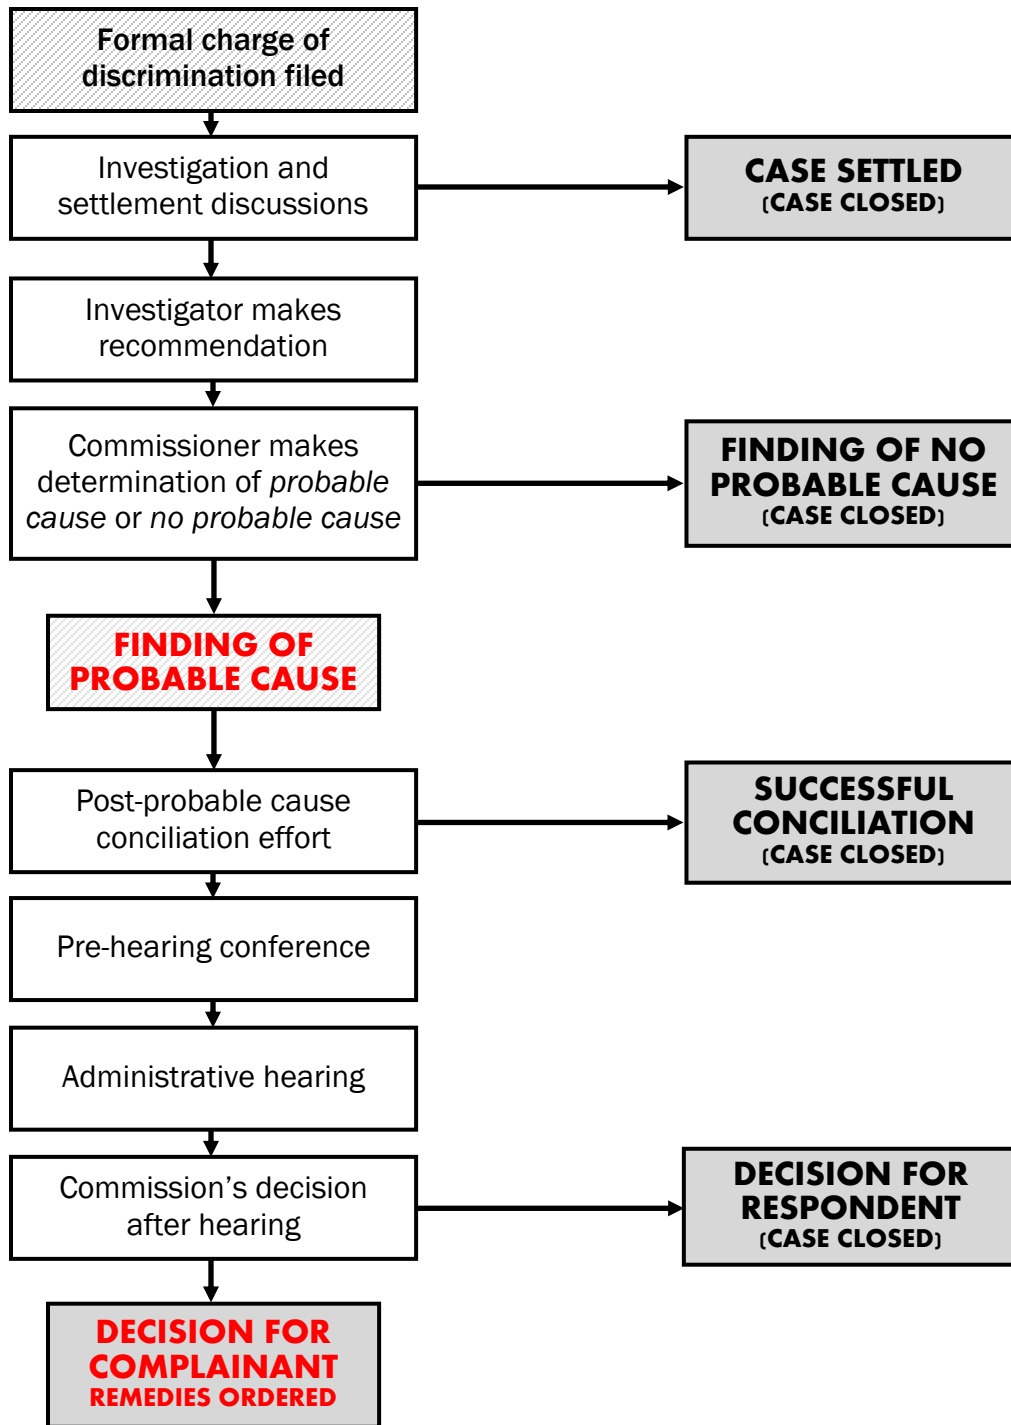 Formal charge of
discrimination filed
Investigation and
settlement discussions
CASE SETTLED
(CASE CLOSED)
Investigator makes
recommendation
Commissioner makes
determination of probable
cause or no probable cause
FINDING OF NO
PROBABLE CAUSE
(CASE CLOSED)
FINDING OF
PROBABLE CAUSE
Post-probable cause
conciliation effort
SUCCESSFUL
CONCILIATION
(CASE CLOSED)
Pre-hearing conference
Administrative hearing
Commission’s decision
after hearing
DECISION FOR
RESPONDENT
(CASE CLOSED)
DECISION FOR
COMPLAINANT
REMEDIES ORDERED